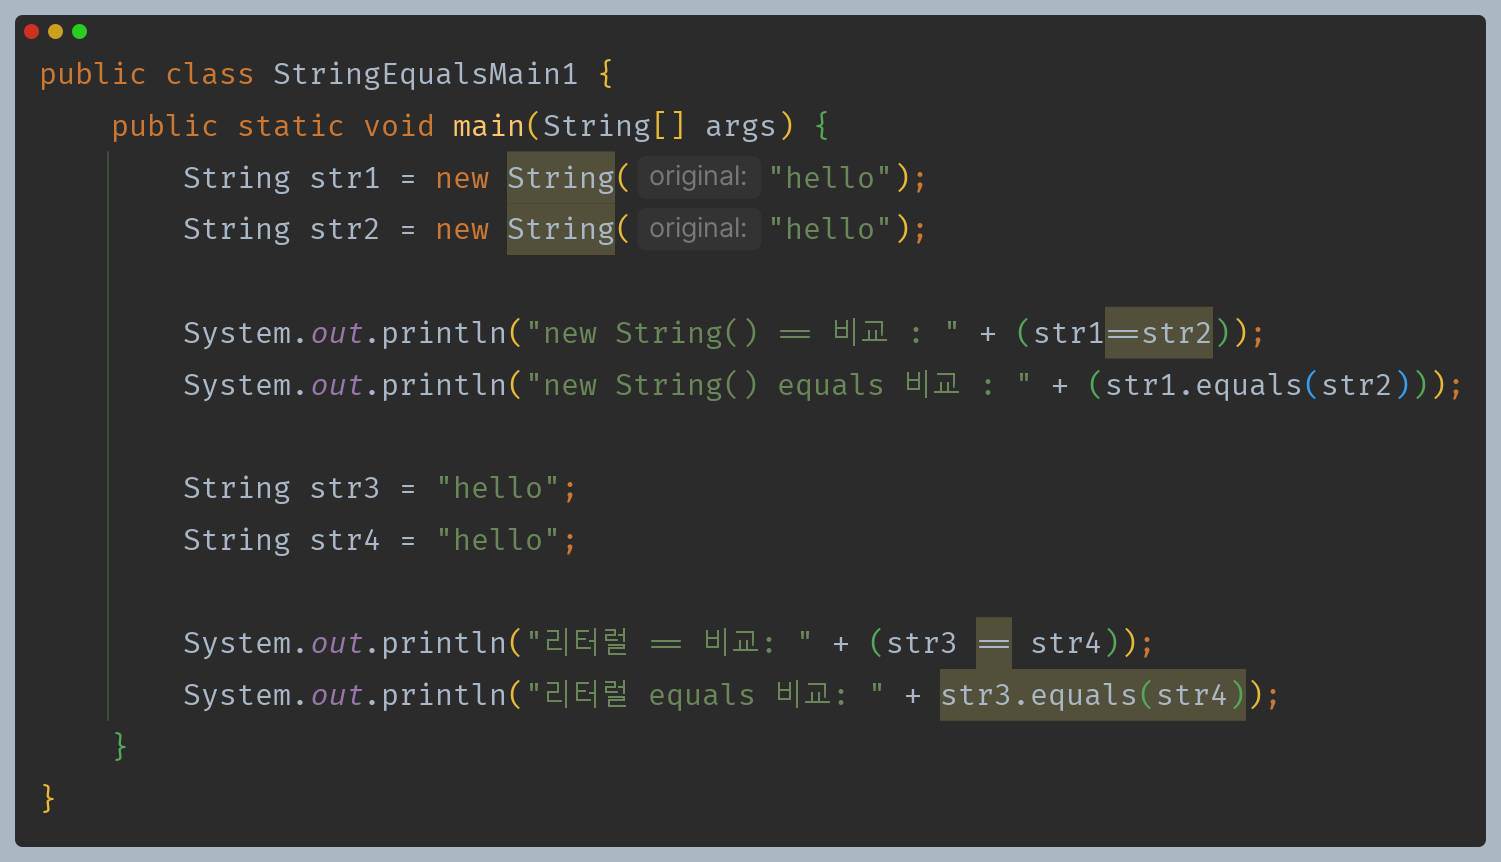 public class StringEqualsMain1 {
    public static void main(String[] args) {
        String str1 = new String( original: "hello");
        String str2 = new String( original: "hello");

        System.out.println("new String() == 비교 : " + (str1==str2));
        System.out.println("new String() equals 비교 : " + (str1.equals(str2)));

        String str3 = "hello";
        String str4 = "hello";

        System.out.println("리터럴 == 비교: " + (str3 == str4));
        System.out.println("리터럴 equals 비교: " + str3.equals(str4));
    }
}